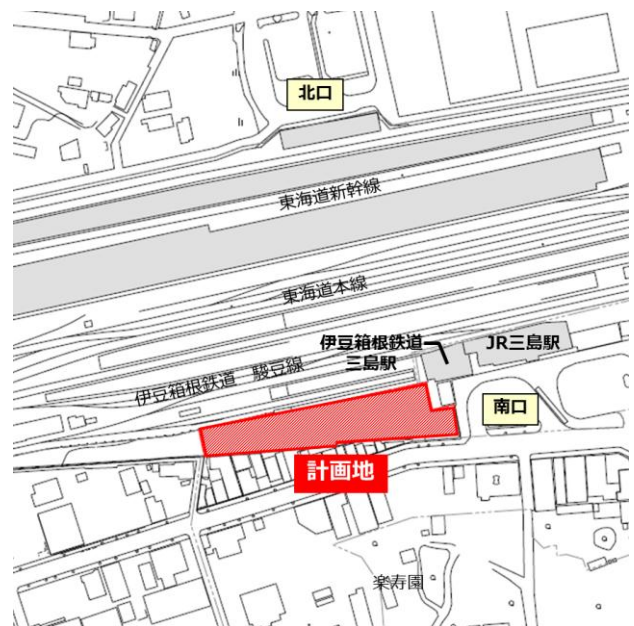 北口
東海道新幹線
東海道本線
伊豆箱根鉄道
三島駅
JR三島駅
伊豆箱根鉄道 駿豆線
南口
計画地
楽寿園